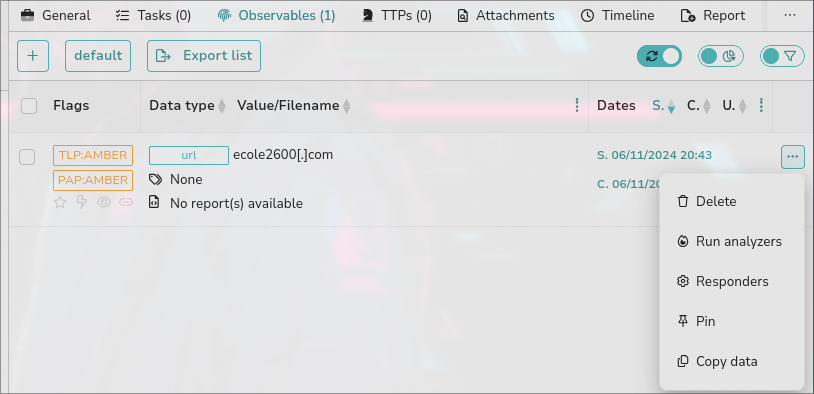 General Tasks (0) Observables (1) TTPs (0) Attachments Timeline Report ...
+ default Export list
Flags Data type Value/Filename Dates S. C. U.
TLP:AMBER url ecole2600[.]com S. 06/11/2024 20:43 ...
PAP:AMBER None C. 06/11/20
No report(s) available
Delete
Run analyzers
Responders
Pin
Copy data